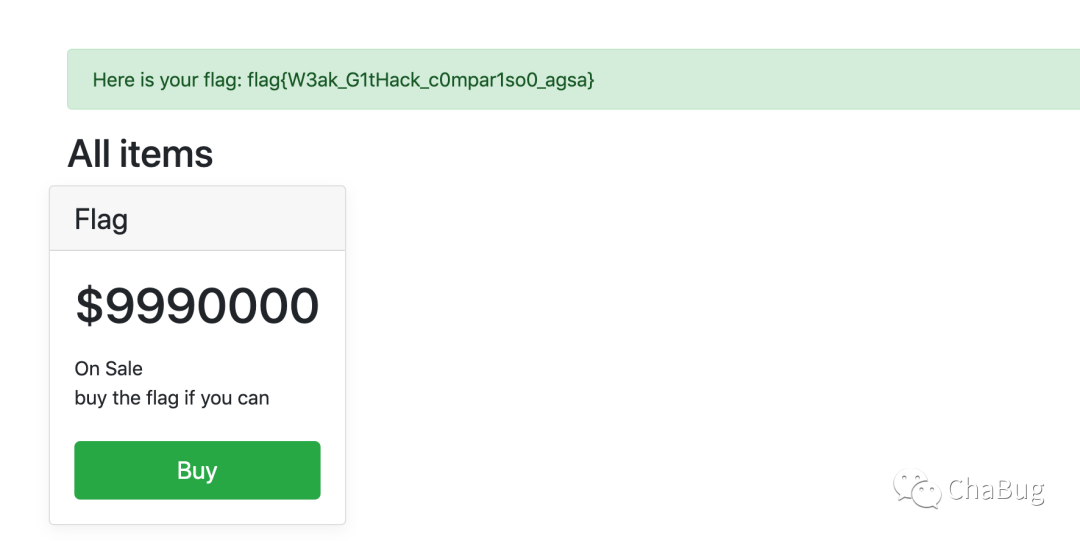 Here is your flag: flag{W3ak_G1tHack_c0mpar1so0_agsa}
All items
Flag
$9990000
On Sale
buy the flag if you can
Buy
ChaBug